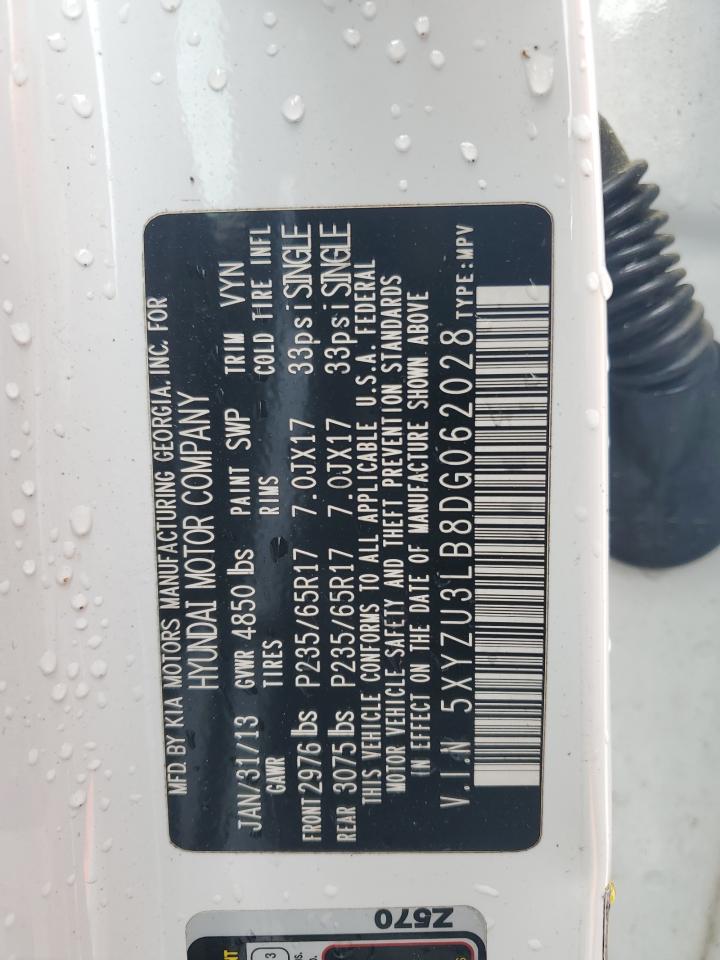 MFD. BY KIA MOTORS MANUFACTURING GEORGIA. INC. FOR
HYUNDAI MOTOR COMPANY
JAN/31/13 GVWR 4850 lbs PAINT SWP TRIM VYN
GAWR TIRES RIMS COLD TIRE INFL
FRONT 2976 lbs P235/65R17 7.0JX17 33psi SINGLE
REAR 3075 lbs P235/65R17 7.0JX17 33psi SINGLE
THIS VEHICLE CONFORMS TO ALL APPLICABLE U.S.A. FEDERAL
MOTOR VEHICLE-SAFETY AND THEFT PREVENTION STANDARDS
IN EFFECT ON THE DATE OF MANUFACTURE SHOWN ABOVE
V.I.N 5XYZU3LB8DG062028 TYPE:MPV
Z570
3